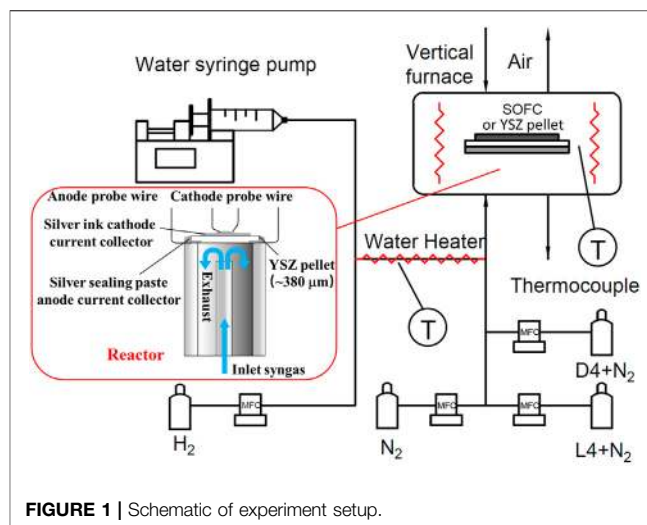 Water syringe pump
Vertical
furnace
Air
SOFC
or YSZ pellet
T
Anode probe wire
Cathode probe wire
Silver ink cathode
current collector
Silver sealing paste
anode current collector
YSZ pellet
(~380 μm)
Exhaust
Reactor
Inlet syngas
Water Heater
T
Thermocouple
MFC
D4+N₂
H₂
MFC
N₂
MFC
MFC
L4+N₂
FIGURE 1 | Schematic of experiment setup.